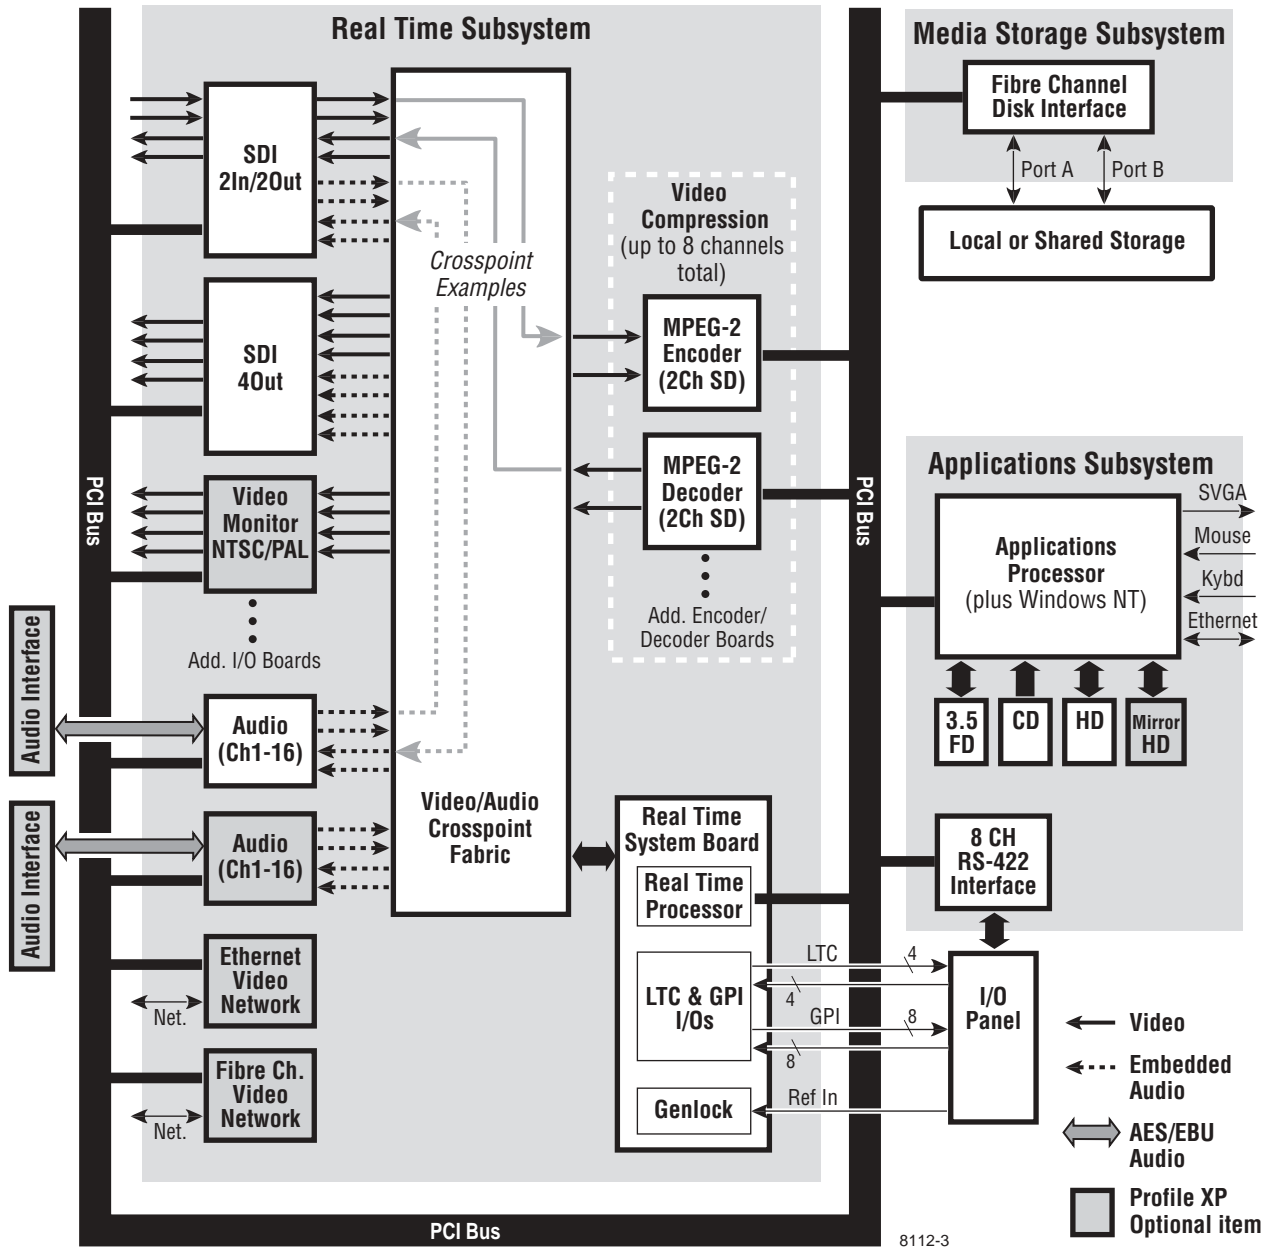 Real Time Subsystem
SDI
2In/2Out
SDI
4Out
Video
Monitor
NTSC/PAL
Add. I/O Boards
Audio Interface
Audio
(Ch1-16)
Audio Interface
Audio
(Ch1-16)
Ethernet
Video
Network
Net.
Fibre Ch.
Video
Network
Net.
PCI Bus
Crosspoint
Examples
Video/Audio
Crosspoint
Fabric
Video
Compression
(up to 8 channels
total)
MPEG-2
Encoder
(2Ch SD)
MPEG-2
Decoder
(2Ch SD)
Add. Encoder/
Decoder Boards
Real Time
System Board
Real Time
Processor
LTC & GPI
I/Os
Genlock
LTC
4
4
GPI
8
8
Ref In
PCI Bus
PCI Bus
Media Storage Subsystem
Fibre Channel
Disk Interface
Port A
Port B
Local or Shared Storage
Applications Subsystem
Applications
Processor
(plus Windows NT)
SVGA
Mouse
Kybd
Ethernet
3.5
FD
CD
HD
Mirror
HD
8 CH
RS-422
Interface
I/O
Panel
Video
Embedded
Audio
AES/EBU
Audio
Profile XP
Optional item
8112-3